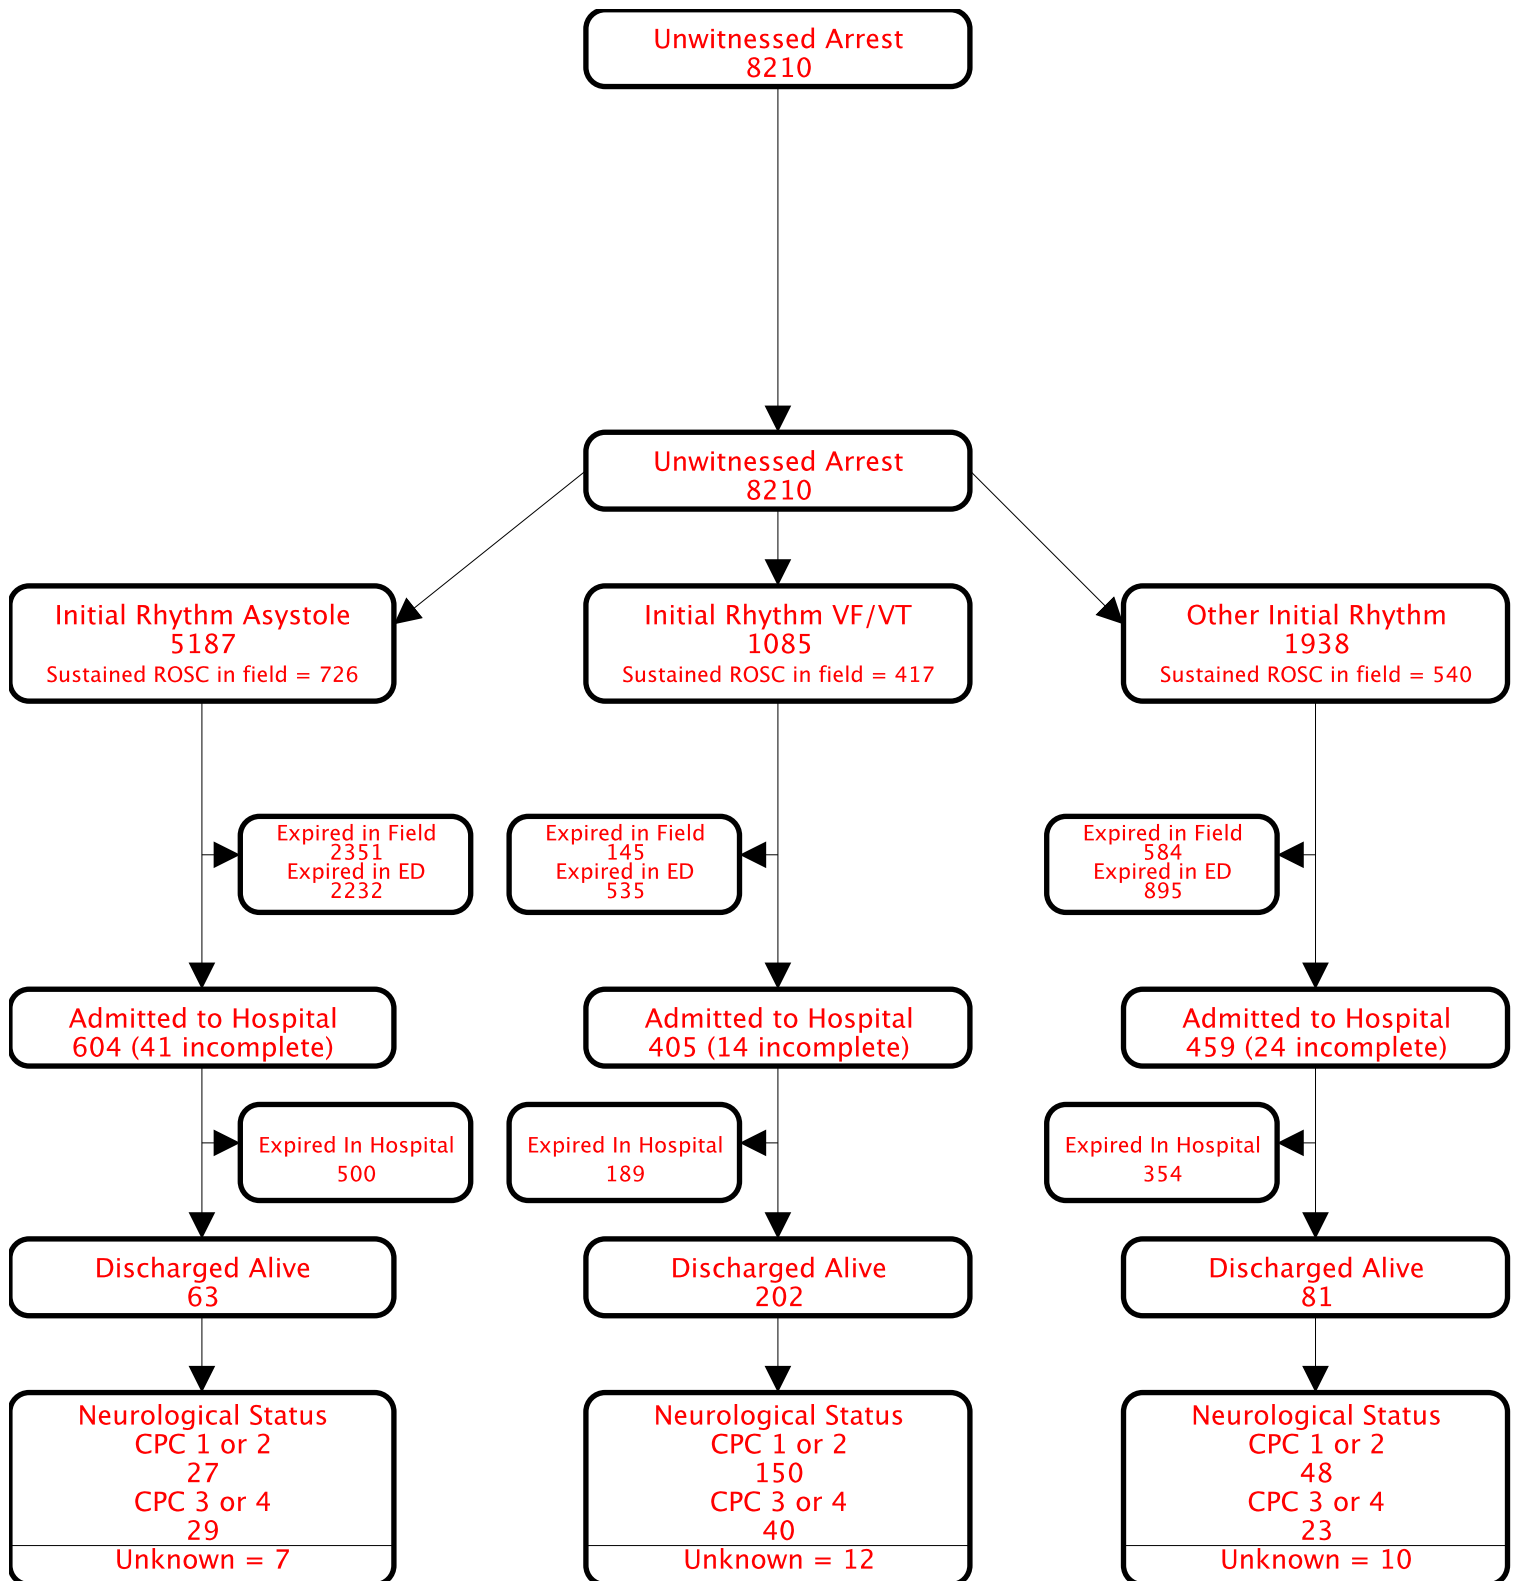 Unwitnessed Arrest
8210
Unwitnessed Arrest
8210
Initial Rhythm Asystole
5187
Sustained ROSC in field = 726
Initial Rhythm VF/VT
1085
Sustained ROSC in field = 417
Other Initial Rhythm
1938
Sustained ROSC in field = 540
Expired in Field
2351
Expired in ED
2232
Expired in Field
145
Expired in ED
535
Expired in Field
584
Expired in ED
895
Admitted to Hospital
604 (41 incomplete)
Admitted to Hospital
405 (14 incomplete)
Admitted to Hospital
459 (24 incomplete)
Expired In Hospital
500
Expired In Hospital
189
Expired In Hospital
354
Discharged Alive
63
Discharged Alive
202
Discharged Alive
81
Neurological Status
CPC 1 or 2
27
CPC 3 or 4
29
Unknown = 7
Neurological Status
CPC 1 or 2
150
CPC 3 or 4
40
Unknown = 12
Neurological Status
CPC 1 or 2
48
CPC 3 or 4
23
Unknown = 10